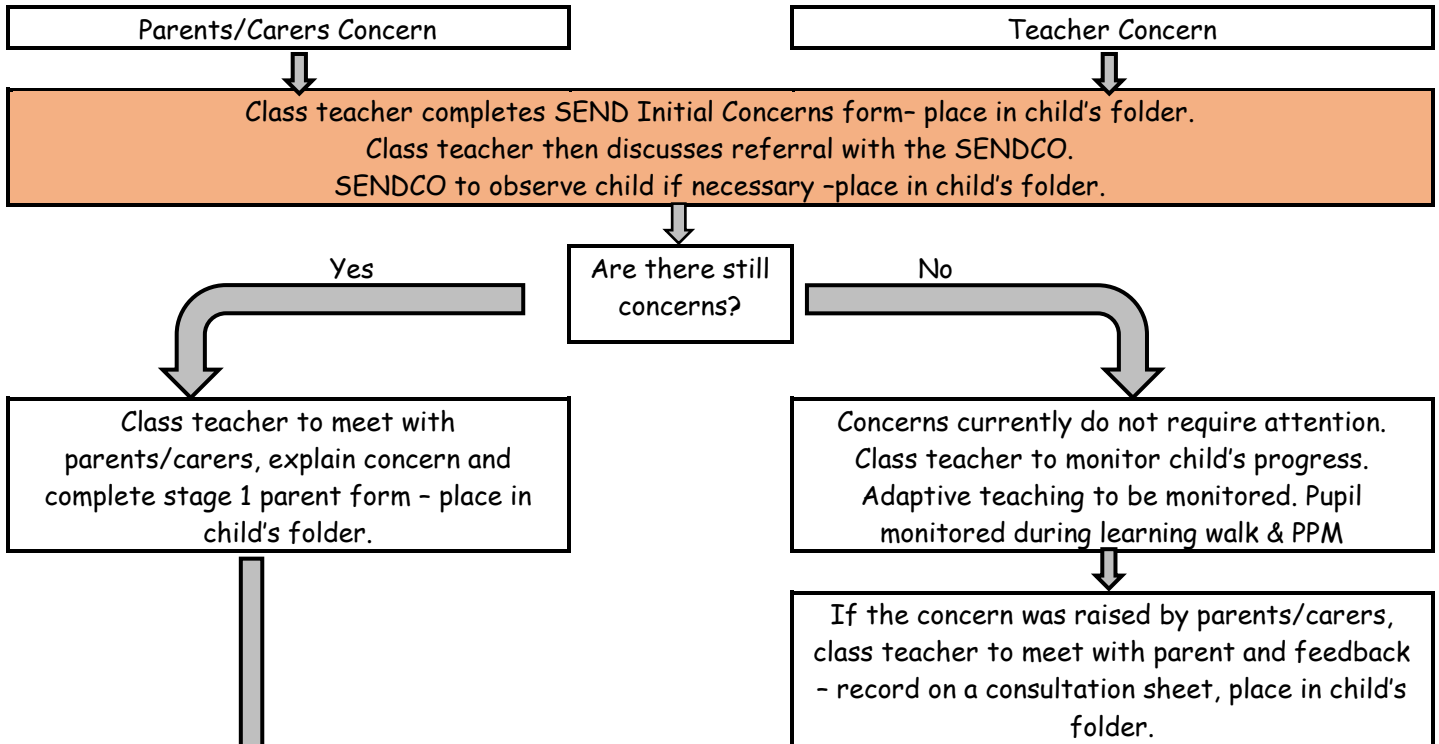 Parents/Carers Concern
Teacher Concern
Class teacher completes SEND Initial Concerns form– place in child's folder.
Class teacher then discusses referral with the SENDCO.
SENDCO to observe child if necessary –place in child's folder.
Are there still
concerns?
Yes
No
Class teacher to meet with
parents/carers, explain concern and
complete stage 1 parent form – place in
child's folder.
Concerns currently do not require attention.
Class teacher to monitor child's progress.
Adaptive teaching to be monitored. Pupil
monitored during learning walk & PPM
If the concern was raised by parents/carers,
class teacher to meet with parent and feedback
– record on a consultation sheet, place in child's
folder.